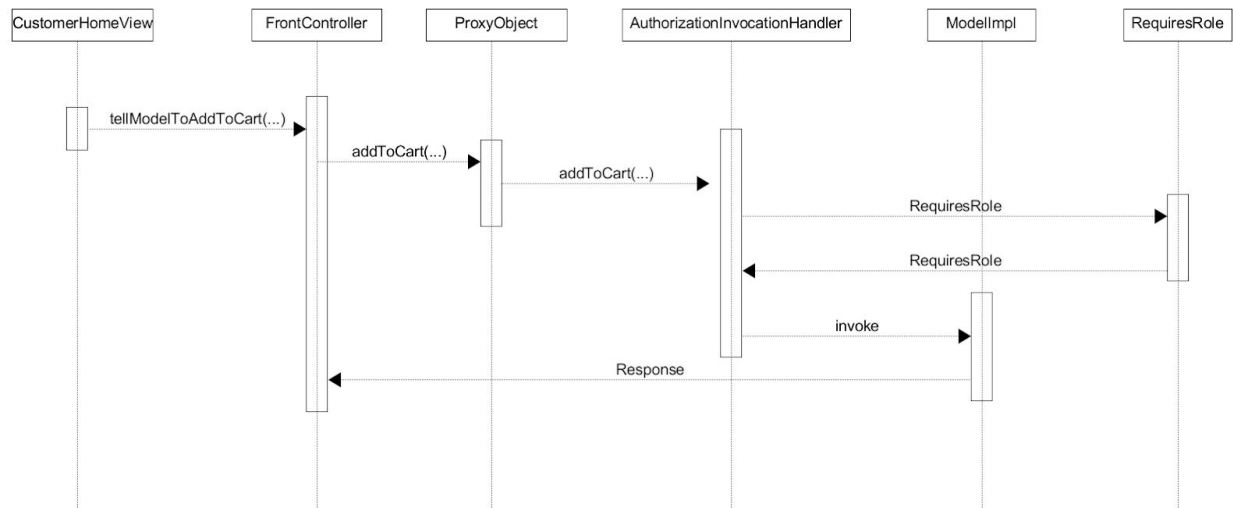 CustomerHomeView
FrontController
ProxyObject
AuthorizationInvocationHandler
ModelImpl
RequiresRole
tellModelToAddToCart(...)
addToCart(...)
addToCart(...)
RequiresRole
RequiresRole
invoke
Response